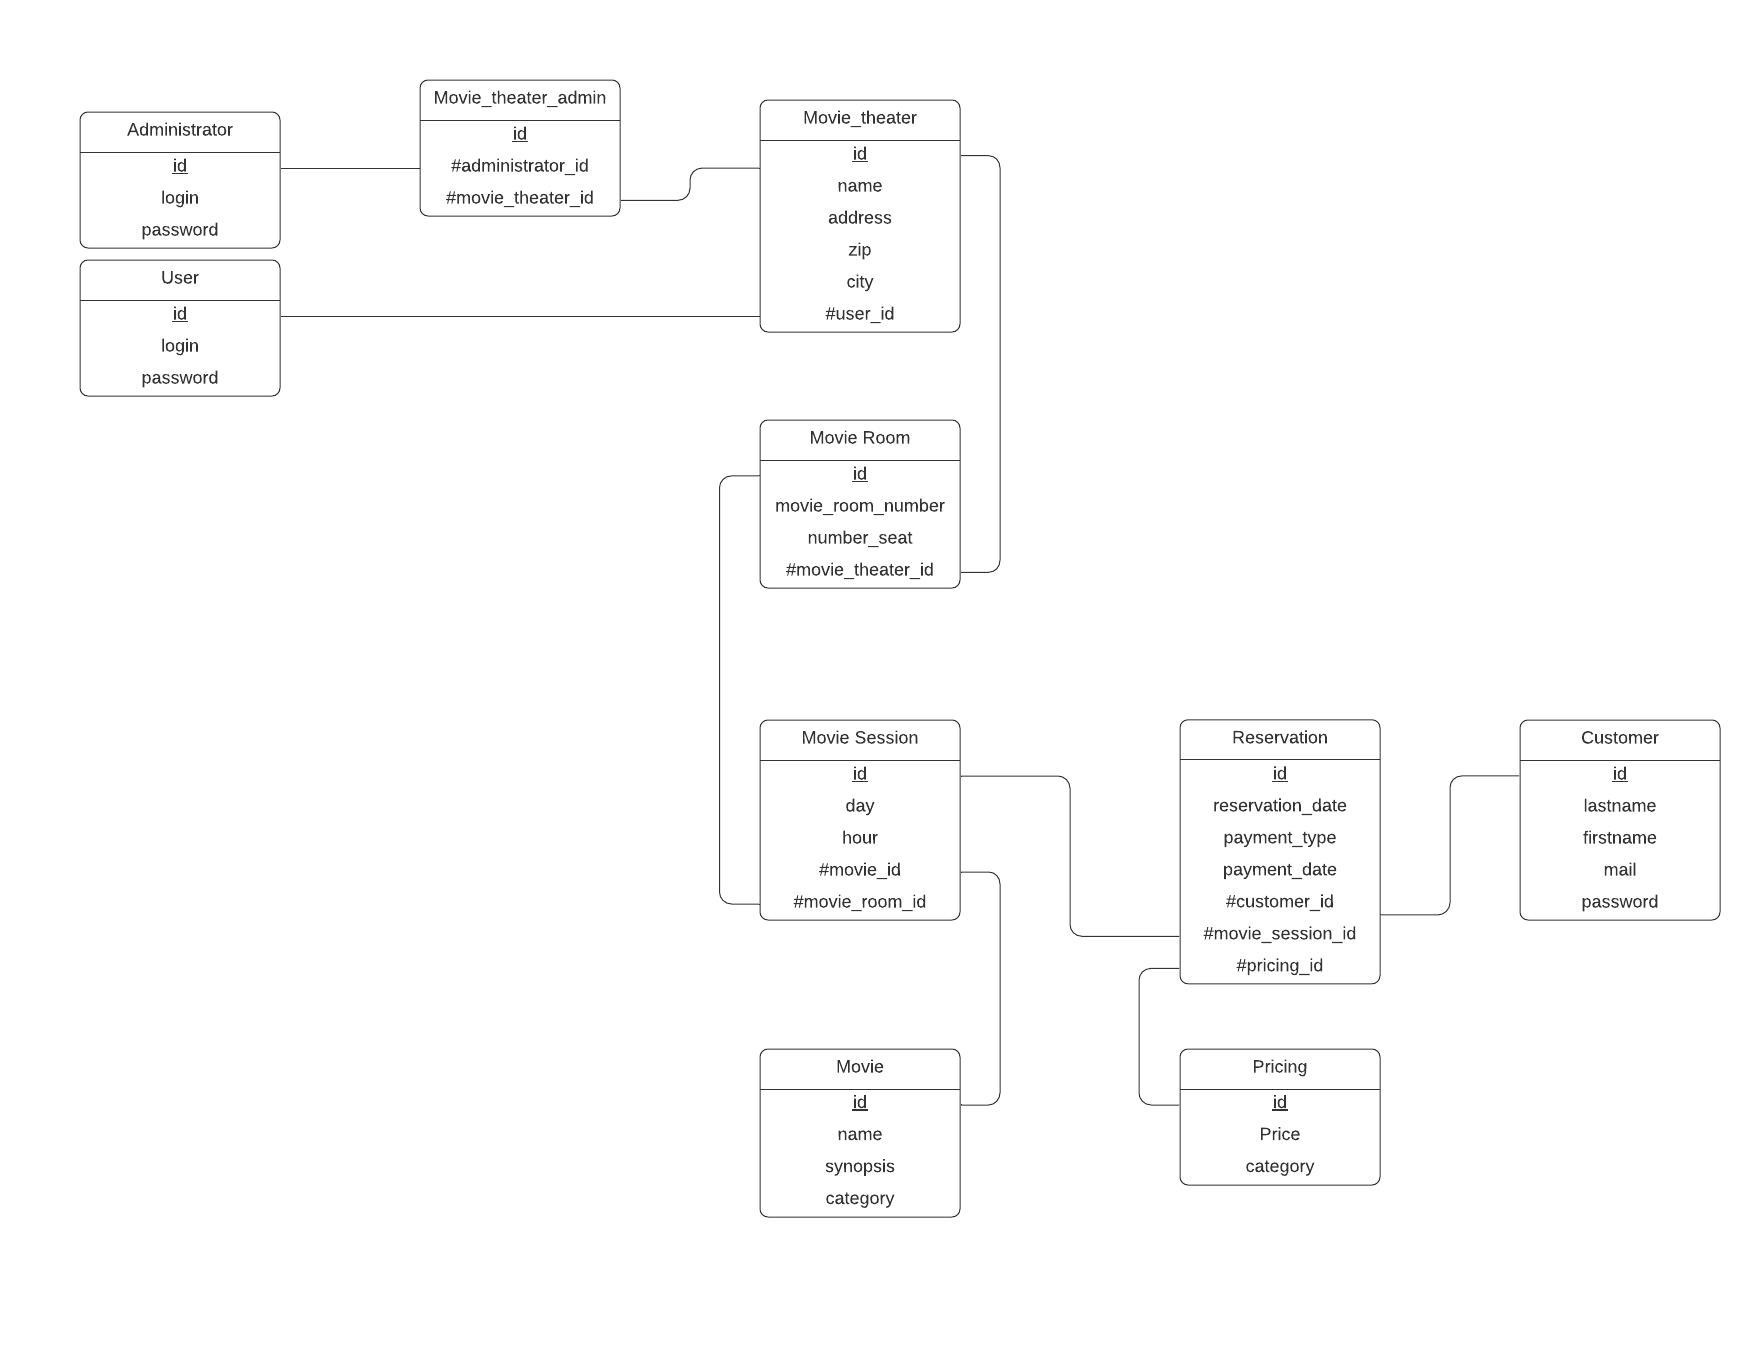 Administrator
id
login
password
User
id
login
password
Movie_theater_admin
id
#administrator_id
#movie_theater_id
Movie_theater
id
name
address
zip
city
#user_id
Movie Room
id
movie_room_number
number_seat
#movie_theater_id
Movie Session
id
day
hour
#movie_id
#movie_room_id
Reservation
id
reservation_date
payment_type
payment_date
#customer_id
#movie_session_id
#pricing_id
Customer
id
lastname
firstname
mail
password
Movie
id
name
synopsis
category
Pricing
id
Price
category